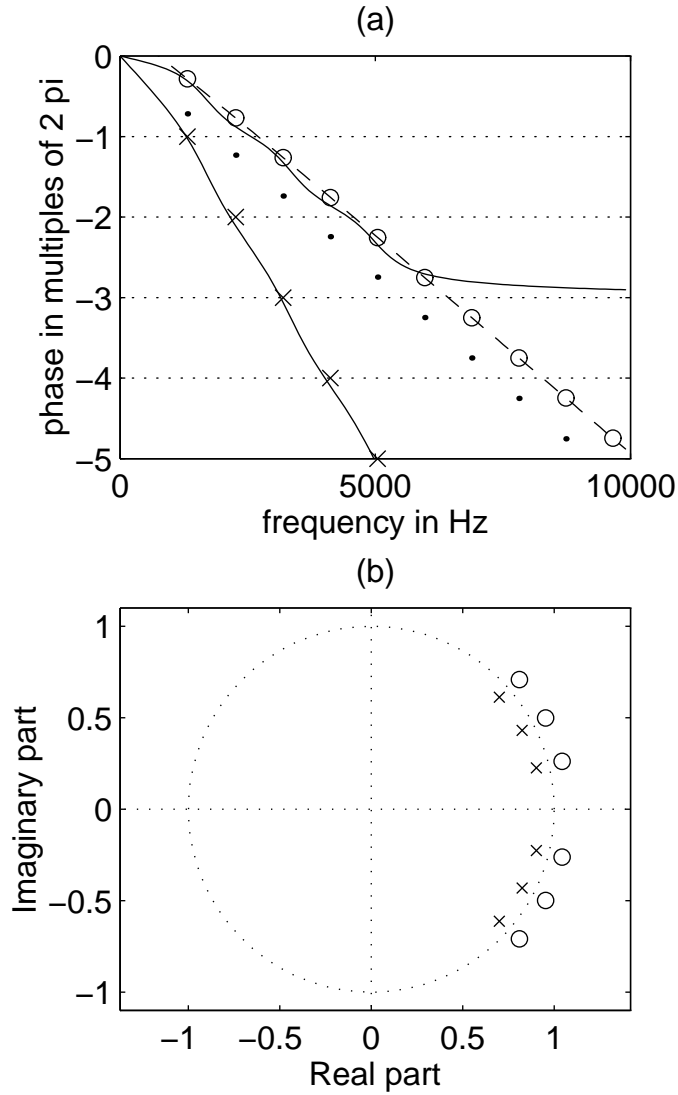 (a)
0
−1
−2
−3
−4
−5
phase in multiples of 2 pi
0 5000 10000
frequency in Hz
(b)
1
0.5
0
−0.5
−1
Imaginary part
−1 −0.5 0 0.5 1
Real part